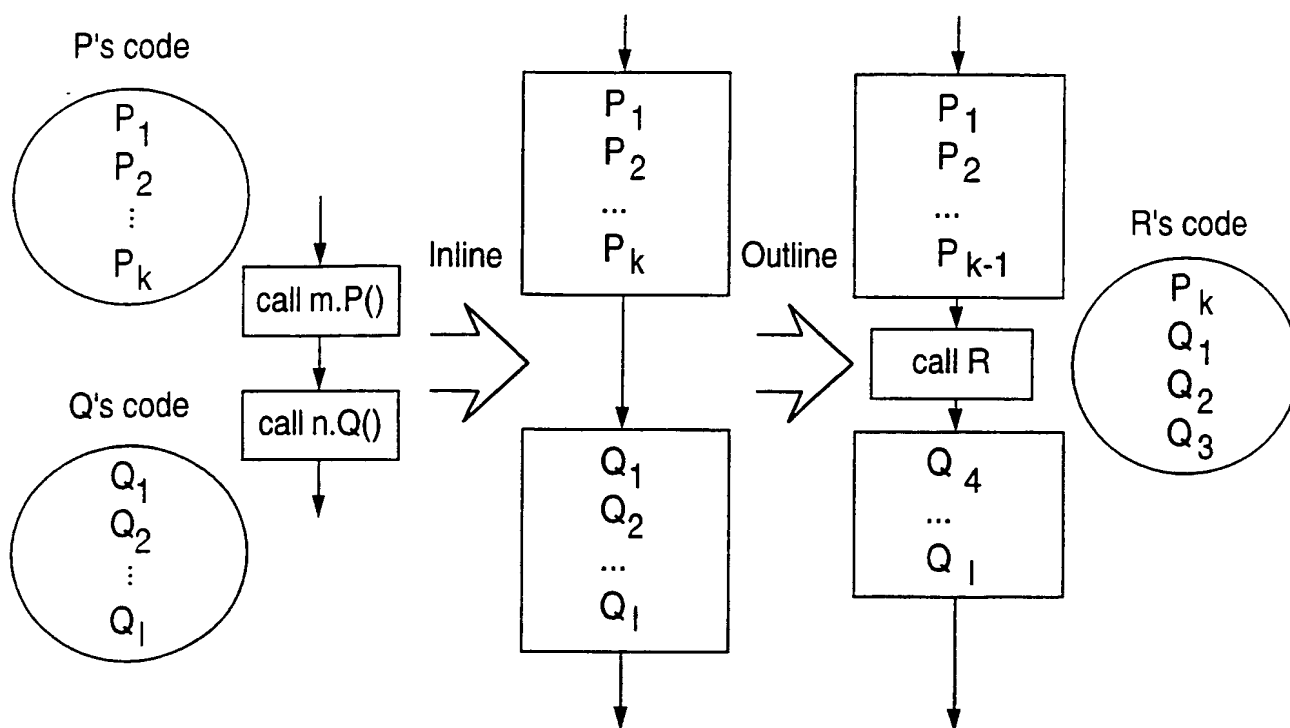 P's code
P1
P2
...
Pk
call m.P()
call n.Q()
Q's code
Q1
Q2
...
Ql
Inline
P1
P2
...
Pk
Q1
Q2
...
Ql
Outline
P1
P2
...
Pk-1
call R
Q4
...
Ql
R's code
Pk
Q1
Q2
Q3